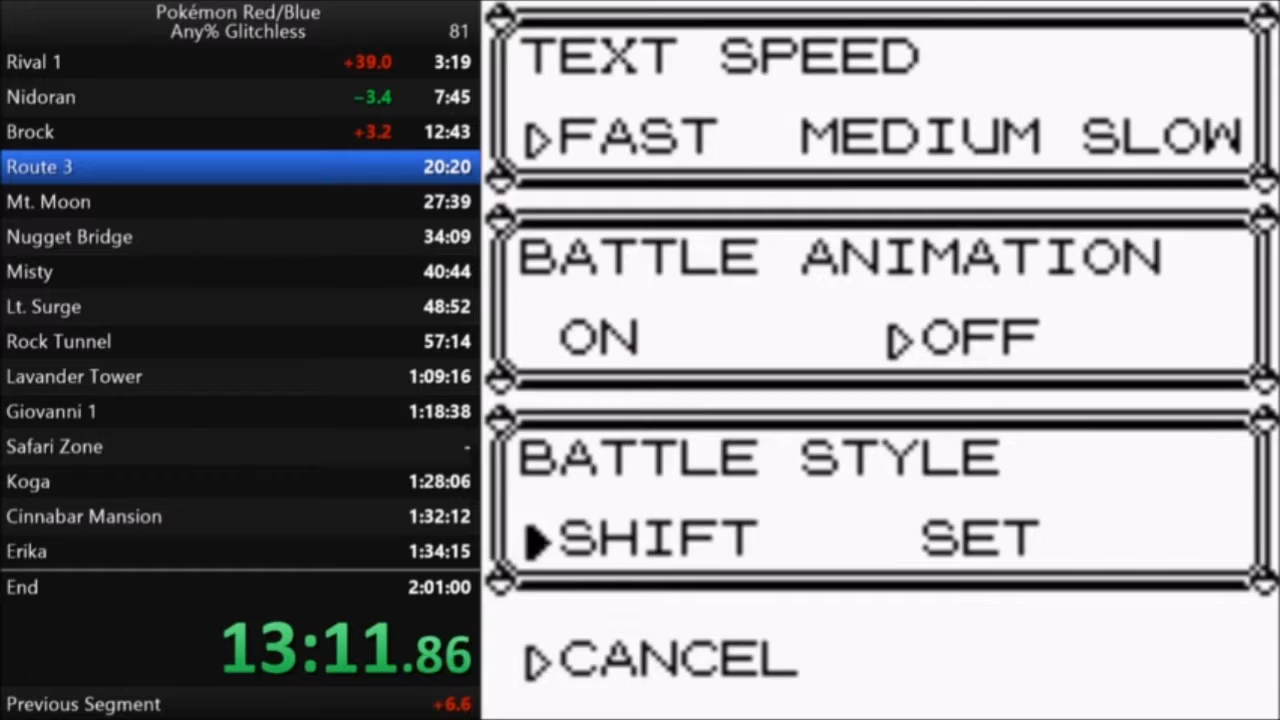 Pokémon Red/Blue
Any% Glitchless 81
Rival 1 +39.0 3:19
Nidoran −3.4 7:45
Brock +3.2 12:43
Route 3 20:20
Mt. Moon 27:39
Nugget Bridge 34:09
Misty 40:44
Lt. Surge 48:52
Rock Tunnel 57:14
Lavander Tower 1:09:16
Giovanni 1 1:18:38
Safari Zone -
Koga 1:28:06
Cinnabar Mansion 1:32:12
Erika 1:34:15
End 2:01:00
13:11.86
Previous Segment +6.6
TEXT SPEED
▷FAST MEDIUM SLOW
BATTLE ANIMATION
ON ▷OFF
BATTLE STYLE
▶SHIFT SET
▷CANCEL